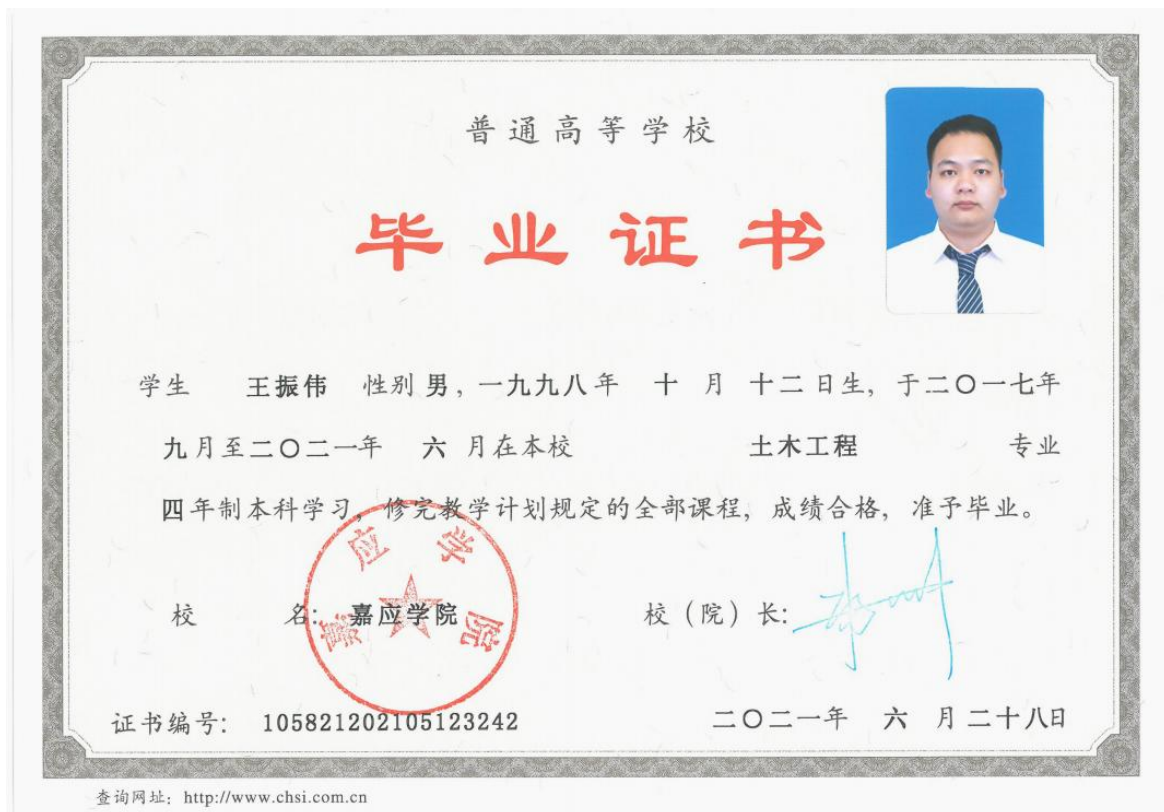 普通高等学校
毕业证书
学生 王振伟 性别 男，一九九八年 十 月 十二 日生，于二〇一七年
九月至二〇二一年 六 月在本校 土木工程 专业
四年制本科学习，修完教学计划规定的全部课程，成绩合格，准予毕业。
嘉应学院
校 名：嘉应学院 校（院）长：
证书编号：105821202105123242 二〇二一年 六 月二十八日
查询网址：http://www.chsi.com.cn